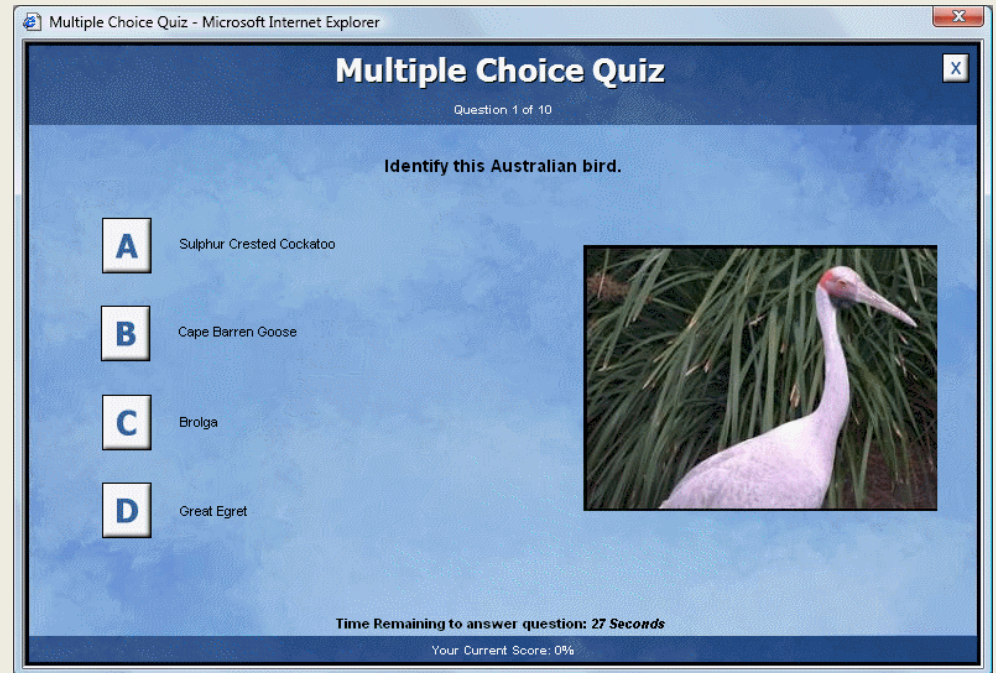 Multiple Choice Quiz - Microsoft Internet Explorer
X
Multiple Choice Quiz
X
Question 1 of 10
Identify this Australian bird.
A Sulphur Crested Cockatoo
B Cape Barren Goose
C Brolga
D Great Egret
Time Remaining to answer question: 27 Seconds
Your Current Score: 0%